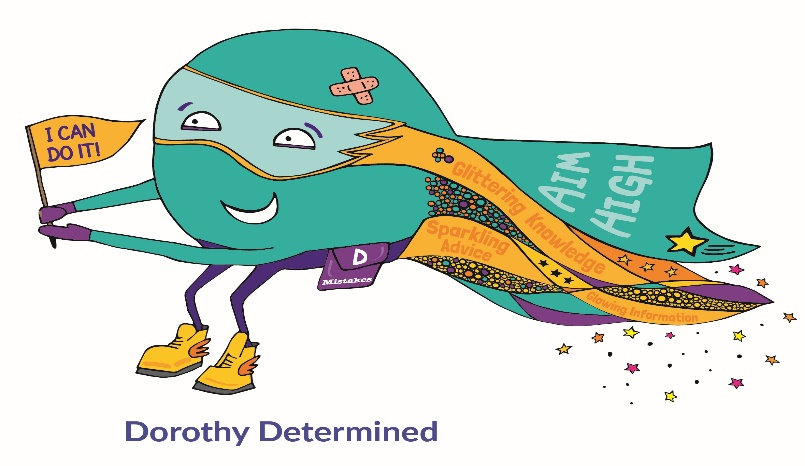 I CAN
DO IT!
AIM
HIGH
Glittering Knowledge
Sparkling
Advice
Glowing Information
D
Mistakes
Dorothy Determined